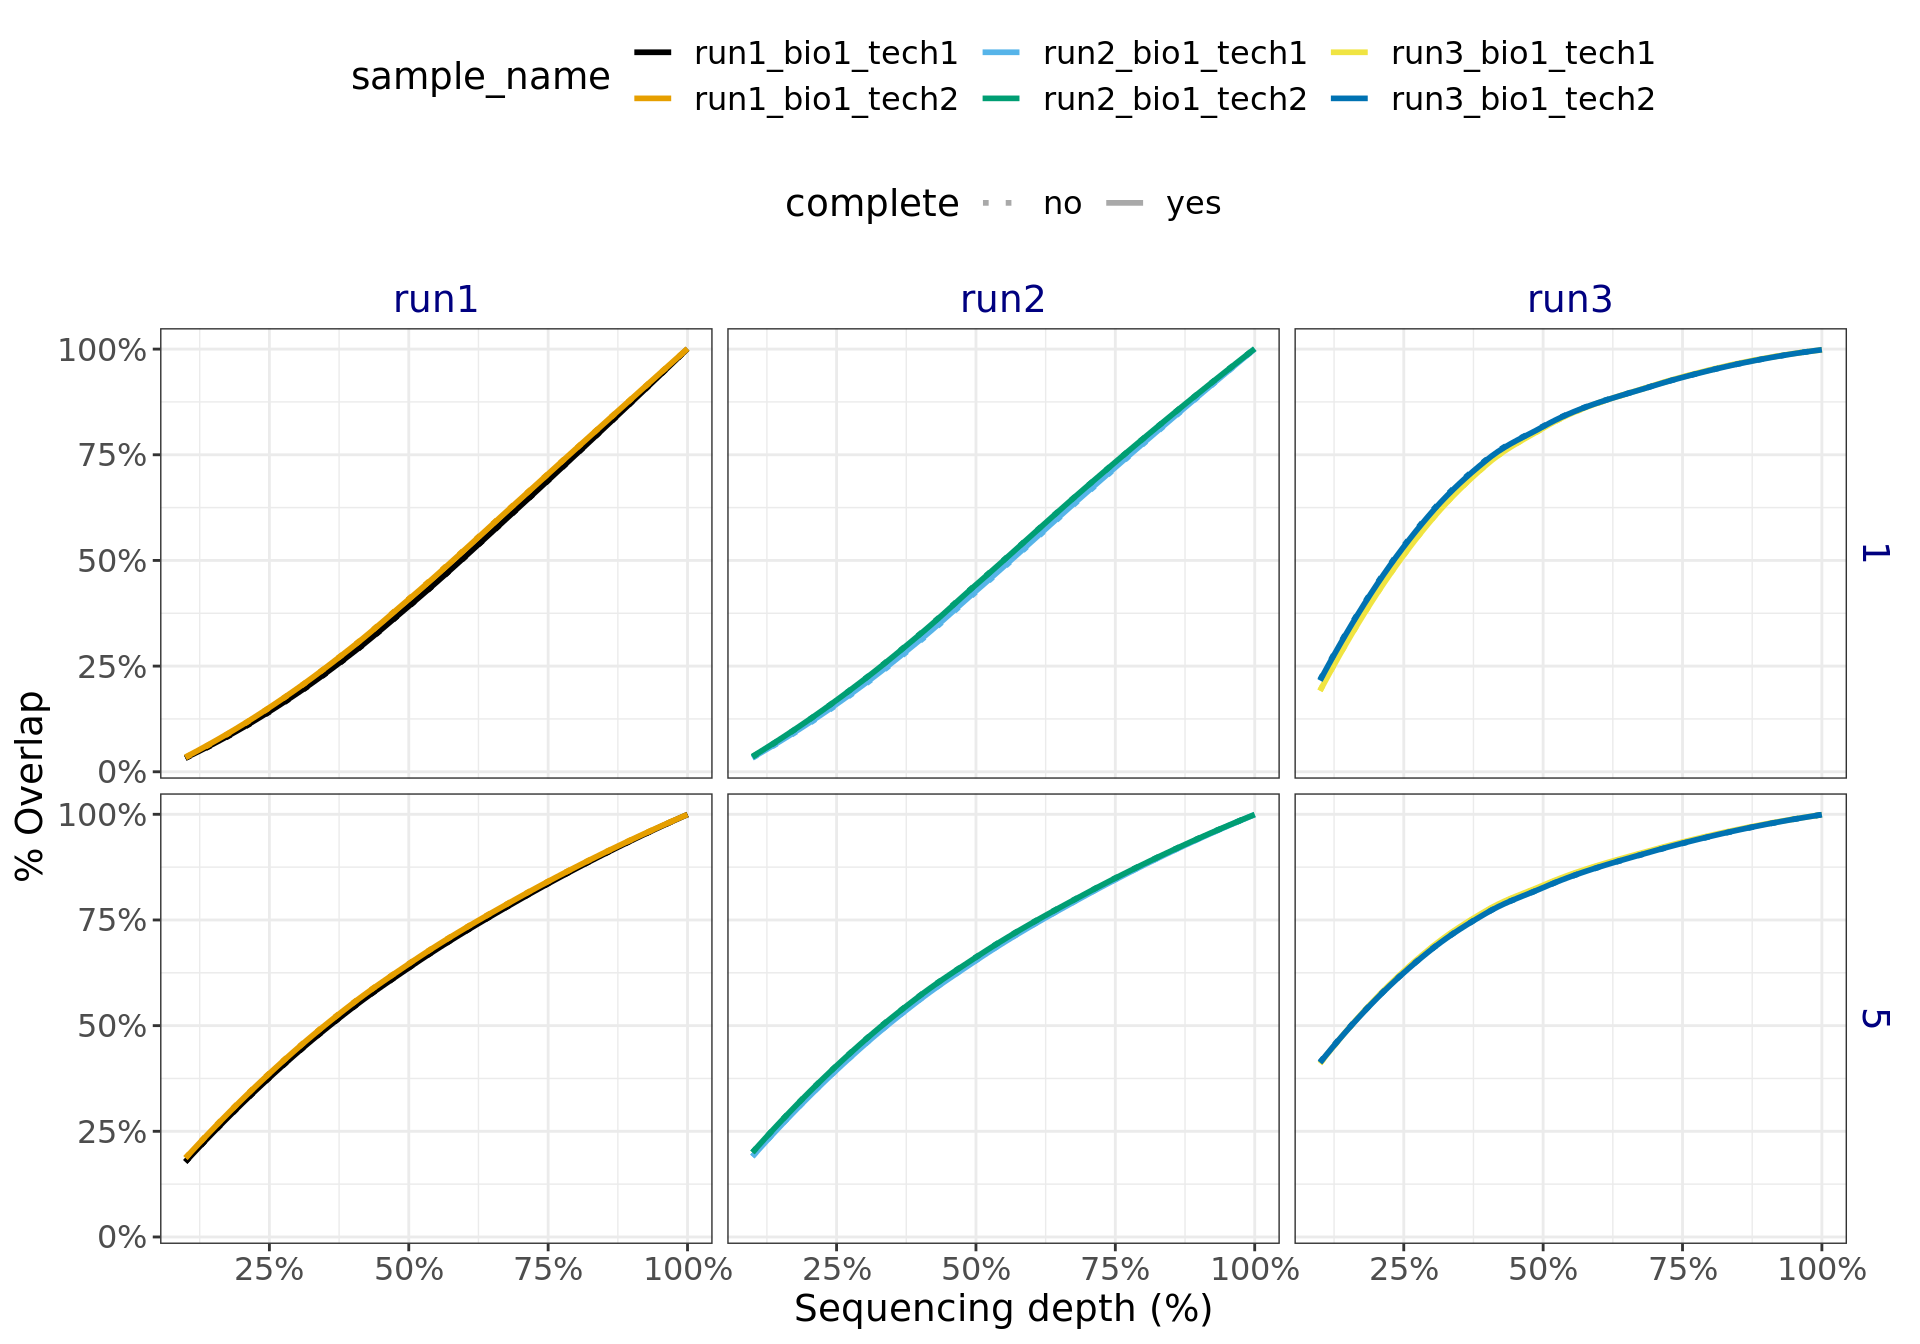 sample_name
run1_bio1_tech1 run2_bio1_tech1 run3_bio1_tech1
run1_bio1_tech2 run2_bio1_tech2 run3_bio1_tech2
complete no yes
run1 run2 run3
100%
75%
50%
25%
0%
1
% Overlap
100%
75%
50%
25%
0%
5
25% 50% 75% 100% 25% 50% 75% 100% 25% 50% 75% 100%
Sequencing depth (%)